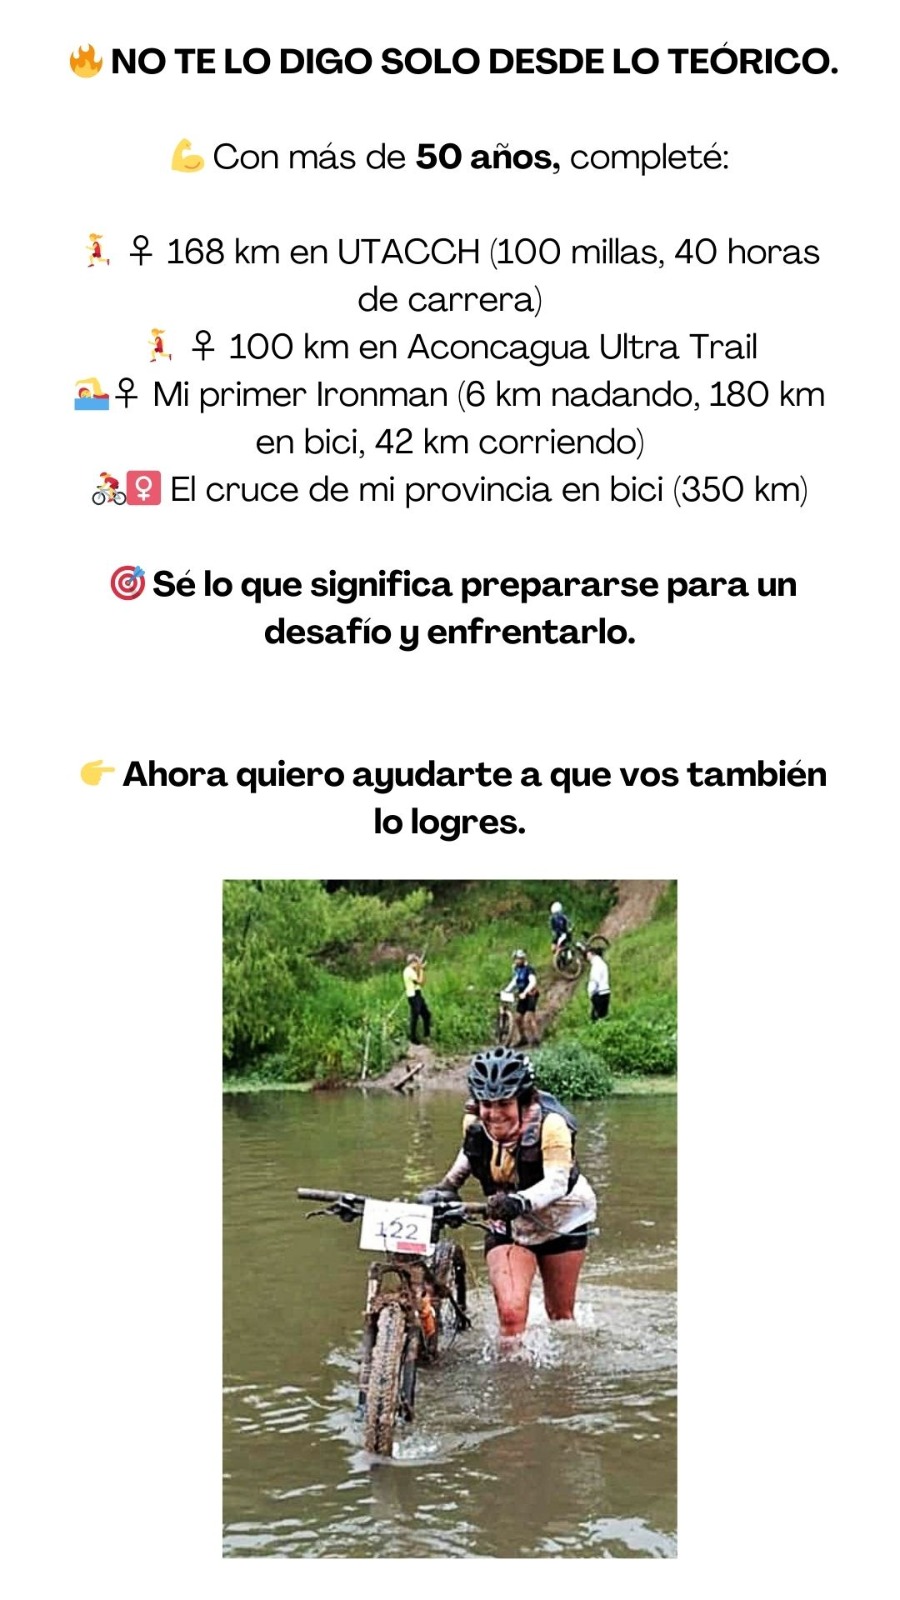 🔥 NO TE LO DIGO SOLO DESDE LO TEÓRICO.
💪 Con más de 50 años, completé:
🏃 ♀ 168 km en UTACCH (100 millas, 40 horas
de carrera)
🏃 ♀ 100 km en Aconcagua Ultra Trail
🏊♀ Mi primer Ironman (6 km nadando, 180 km
en bici, 42 km corriendo)
🚴♀️ El cruce de mi provincia en bici (350 km)
🎯 Sé lo que significa prepararse para un
desafío y enfrentarlo.
👉 Ahora quiero ayudarte a que vos también
lo logres.
122